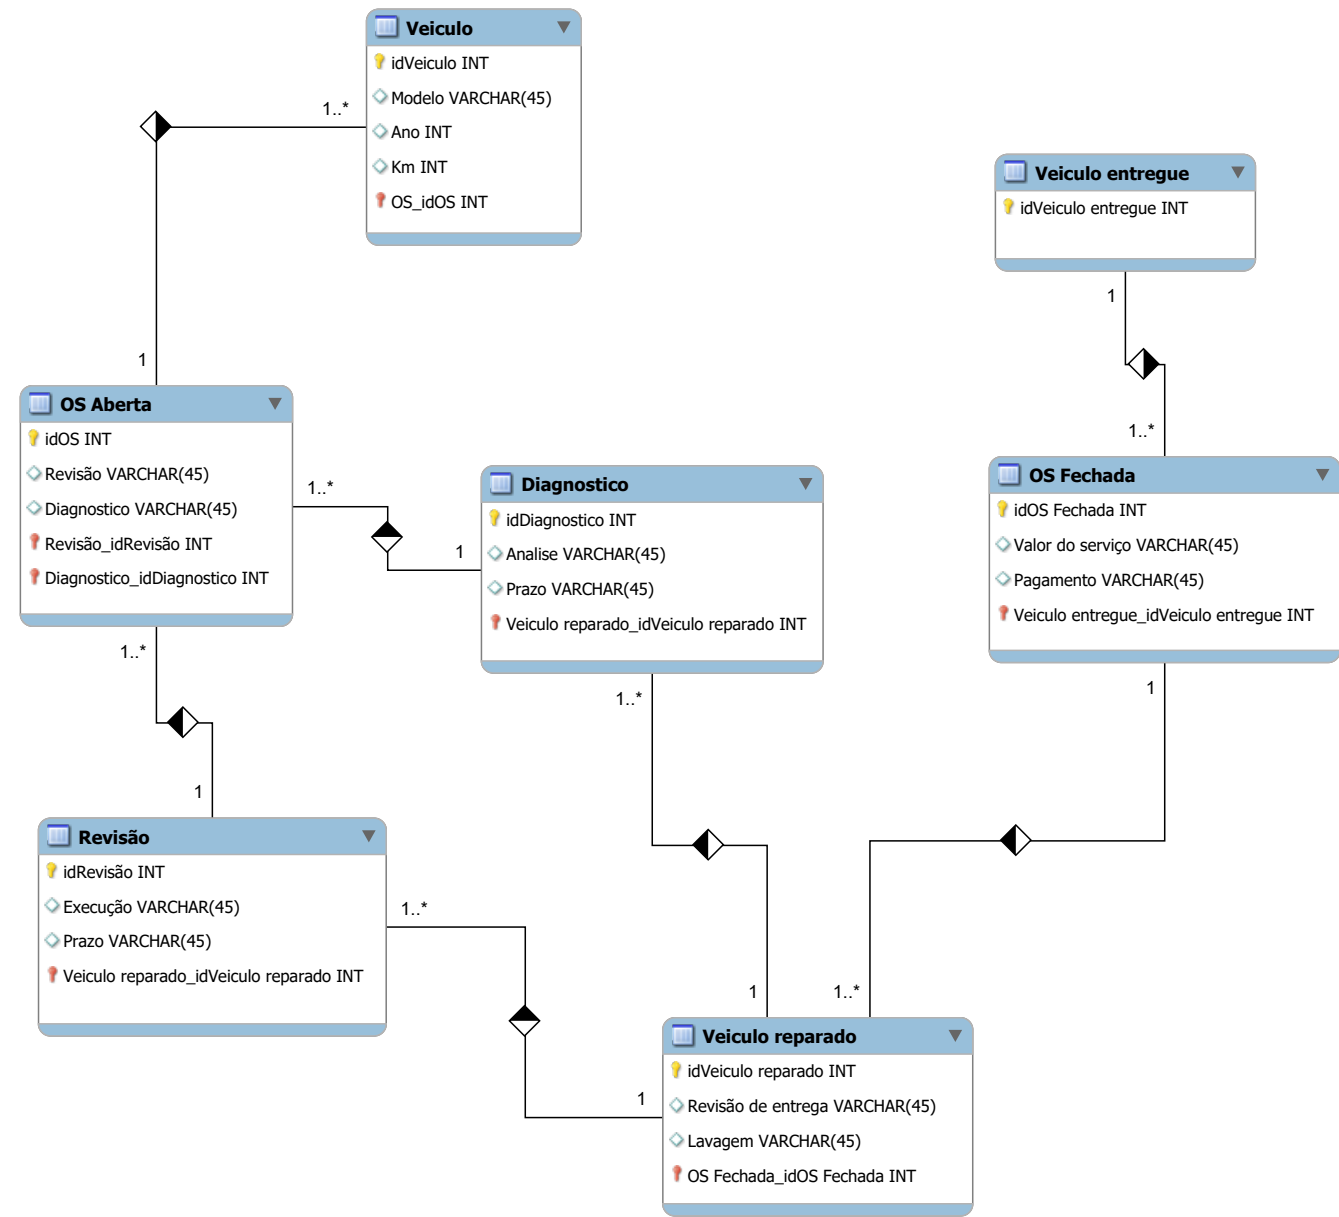 Veiculo
idVeiculo INT
Modelo VARCHAR(45)
Ano INT
Km INT
OS_idOS INT
1..*
1
Veiculo entregue
idVeiculo entregue INT
1
1..*
OS Aberta
idOS INT
Revisão VARCHAR(45)
Diagnostico VARCHAR(45)
Revisão_idRevisão INT
Diagnostico_idDiagnostico INT
1..*
1
Diagnostico
idDiagnostico INT
Analise VARCHAR(45)
Prazo VARCHAR(45)
Veiculo reparado_idVeiculo reparado INT
OS Fechada
idOS Fechada INT
Valor do serviço VARCHAR(45)
Pagamento VARCHAR(45)
Veiculo entregue_idVeiculo entregue INT
1..*
1
1..*
1
Revisão
idRevisão INT
Execução VARCHAR(45)
Prazo VARCHAR(45)
Veiculo reparado_idVeiculo reparado INT
1..*
1
1
1..*
Veiculo reparado
idVeiculo reparado INT
Revisão de entrega VARCHAR(45)
Lavagem VARCHAR(45)
OS Fechada_idOS Fechada INT